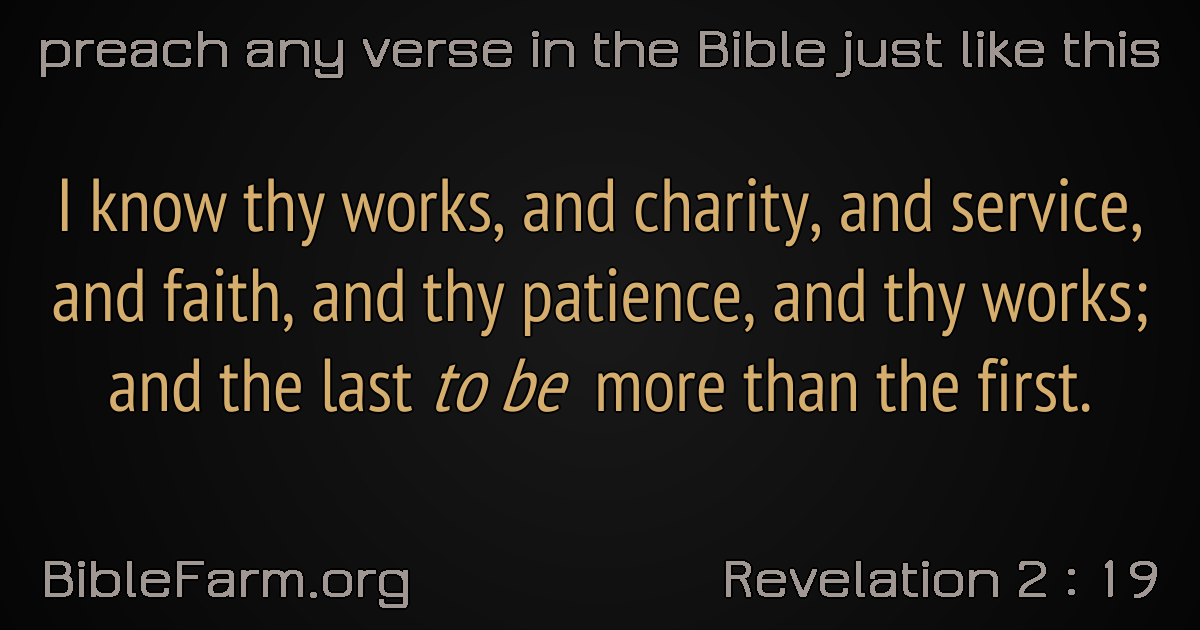 preach any verse in the Bible just like this
I know thy works, and charity, and service,
and faith, and thy patience, and thy works;
and the last to be more than the first.
BibleFarm.org
Revelation 2 : 19